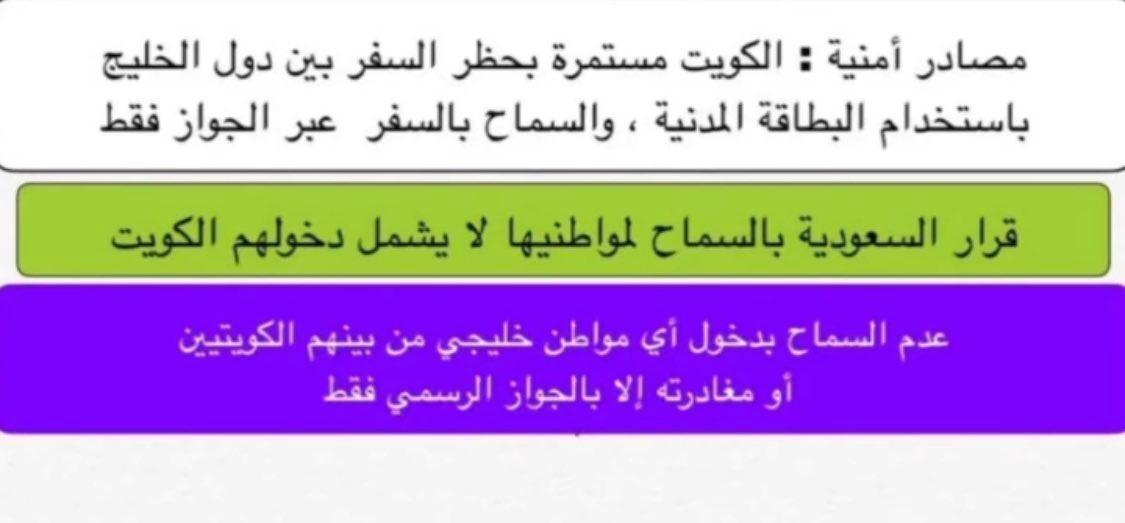 مصادر أمنية : الكويت مستمرة بحظر السفر بين دول الخليج
باستخدام البطاقة المدنية ، والسماح بالسفر عبر الجواز فقط
قرار السعودية بالسماح لمواطنيها لا يشمل دخولهم الكويت
عدم السماح بدخول أي مواطن خليجي من بينهم الكويتيين
أو مغادرته إلا بالجواز الرسمي فقط